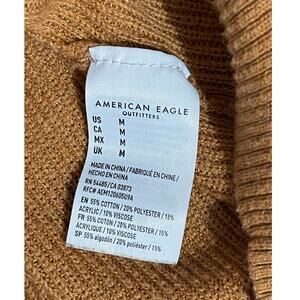 AMERICAN EAGLE
OUTFITTERS
US M
CA M
MX M
UK M
MADE IN CHINA / FABRIQUÉ EN CHINE /
HECHO EN CHINA
RN 54485/CA 03873
RFC# AEM1206050U9A
EN 55% COTTON / 20% POLYESTER / 15%
ACRYLIC / 10% VISCOSE
FR 55% COTON / 20% POLYESTER / 15%
ACRYLIQUE / 10% VISCOSE
SP 55% algodón / 20% poliéster / 15%